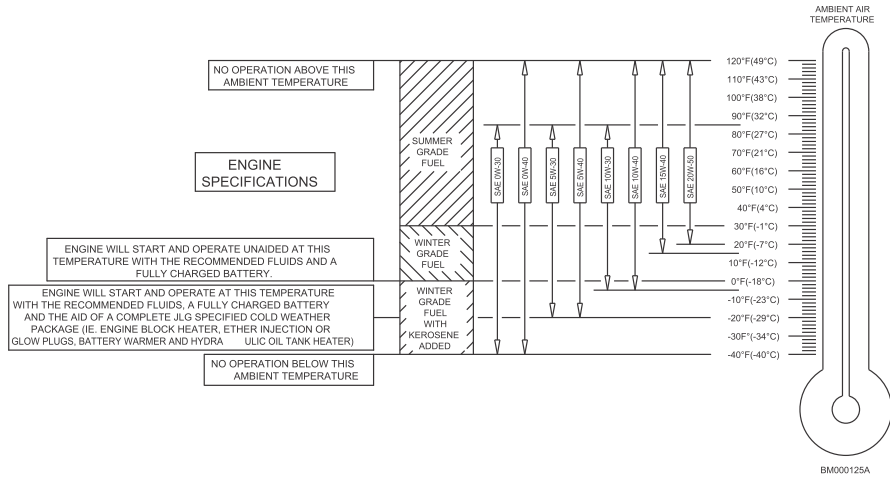 AMBIENT AIR
TEMPERATURE
NO OPERATION ABOVE THIS
AMBIENT TEMPERATURE
ENGINE
SPECIFICATIONS
ENGINE WILL START AND OPERATE UNAIDED AT THIS
TEMPERATURE WITH THE RECOMMENDED FLUIDS AND A
FULLY CHARGED BATTERY.
ENGINE WILL START AND OPERATE AT THIS TEMPERATURE
WITH THE RECOMMENDED FLUIDS, A FULLY CHARGED BATTERY
AND THE AID OF A COMPLETE JLG SPECIFIED COLD WEATHER
PACKAGE (IE. ENGINE BLOCK HEATER, ETHER INJECTION OR
GLOW PLUGS, BATTERY WARMER AND HYDRA ULIC OIL TANK HEATER)
NO OPERATION BELOW THIS
AMBIENT TEMPERATURE
SUMMER
GRADE
FUEL
WINTER
GRADE
FUEL
WINTER
GRADE
FUEL
WITH
KEROSENE
ADDED
SAE 0W-30
SAE 0W-40
SAE 5W-30
SAE 5W-40
SAE 10W-30
SAE 10W-40
SAE 15W-40
SAE 20W-50
120°F(49°C)
110°F(43°C)
100°F(38°C)
90°F(32°C)
80°F(27°C)
70°F(21°C)
60°F(16°C)
50°F(10°C)
40°F(4°C)
30°F(-1°C)
20°F(-7°C)
10°F(-12°C)
0°F(-18°C)
-10°F(-23°C)
-20°F(-29°C)
-30F°(-34°C)
-40°F(-40°C)
BM000125A